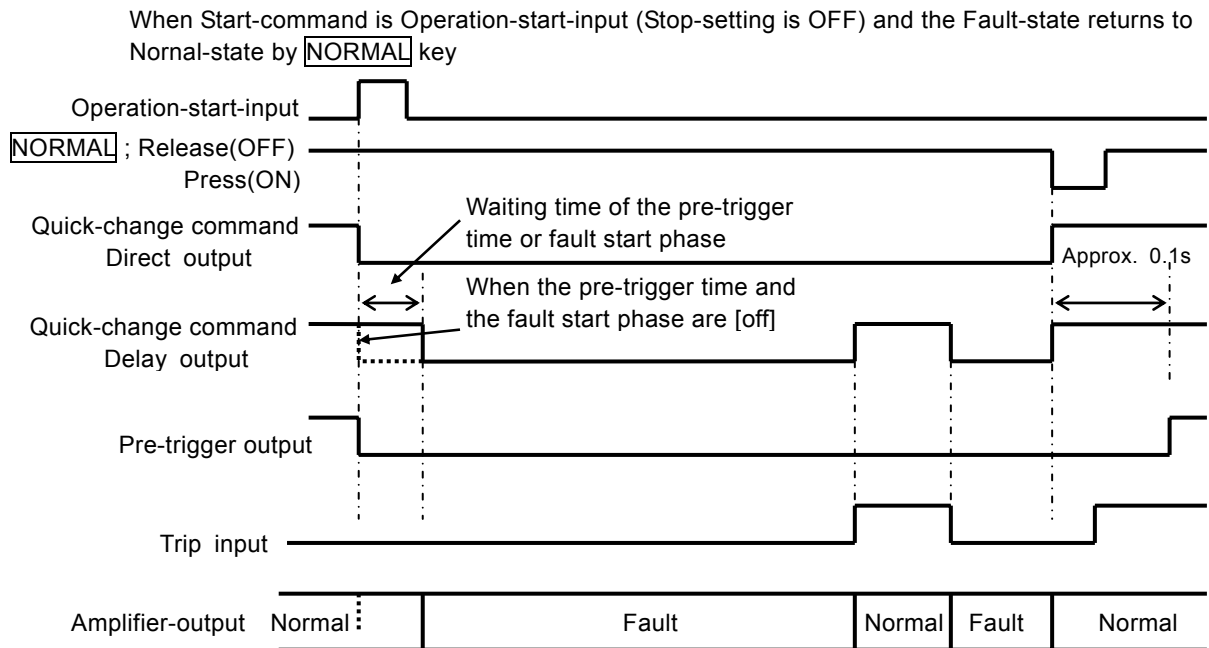 When Start-command is Operation-start-input (Stop-setting is OFF) and the Fault-state returns to
Nornal-state by NORMAL key
Operation-start-input
NORMAL ; Release(OFF)
Press(ON)
Waiting time of the pre-trigger
time or fault start phase
Quick-change command
Direct output
Approx. 0.1s
When the pre-trigger time and
the fault start phase are [off]
Quick-change command
Delay output
Pre-trigger output
Trip input
Amplifier-output Normal Fault Normal Fault Normal